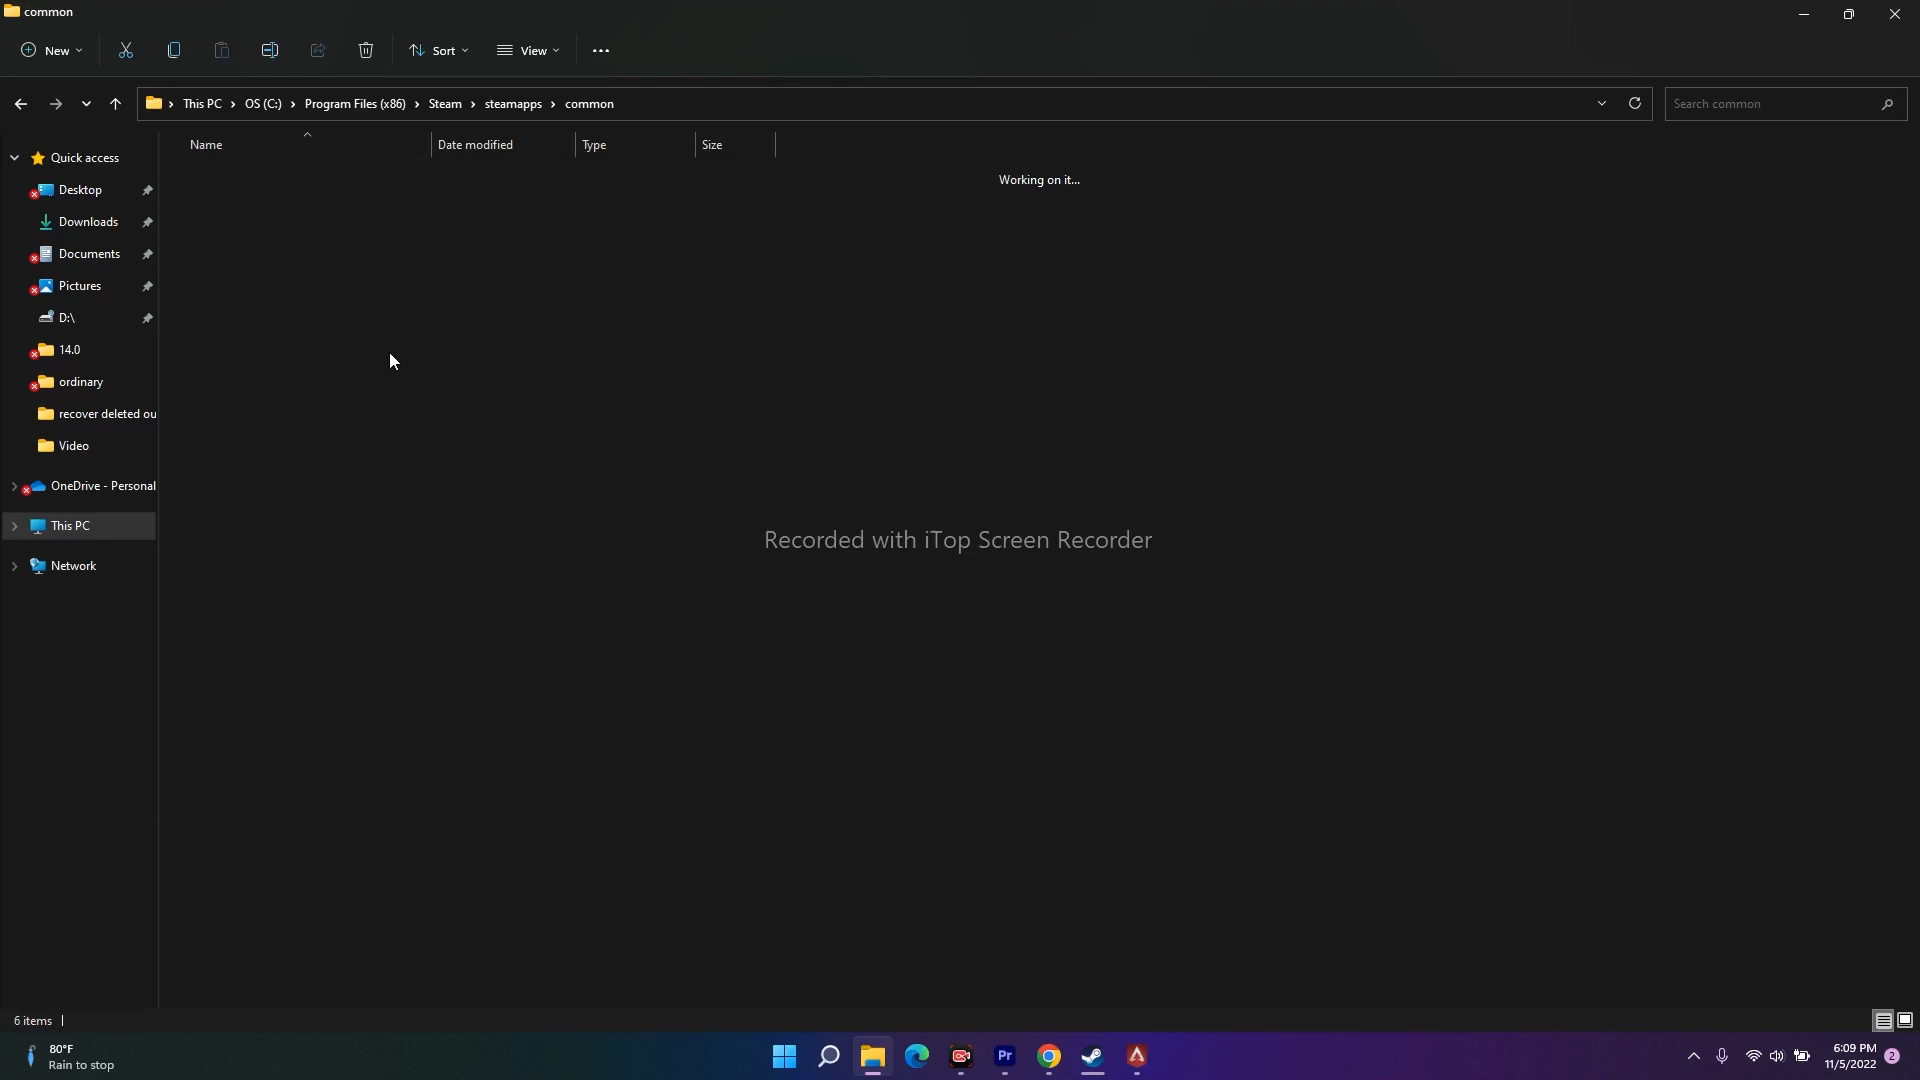 common
New
Sort
View
This PC
OS (C:)
Program Files (x86)
Steam
steamapps
common
Search common
Name
Date modified
Type
Size
Working on it...
Quick access
Desktop
Downloads
Documents
Pictures
D:\
14.0
ordinary
recover deleted ou
Video
OneDrive - Personal
This PC
Network
Recorded with iTop Screen Recorder
6 items
80°F
Rain to stop
Pr
6:09 PM
11/5/2022
2